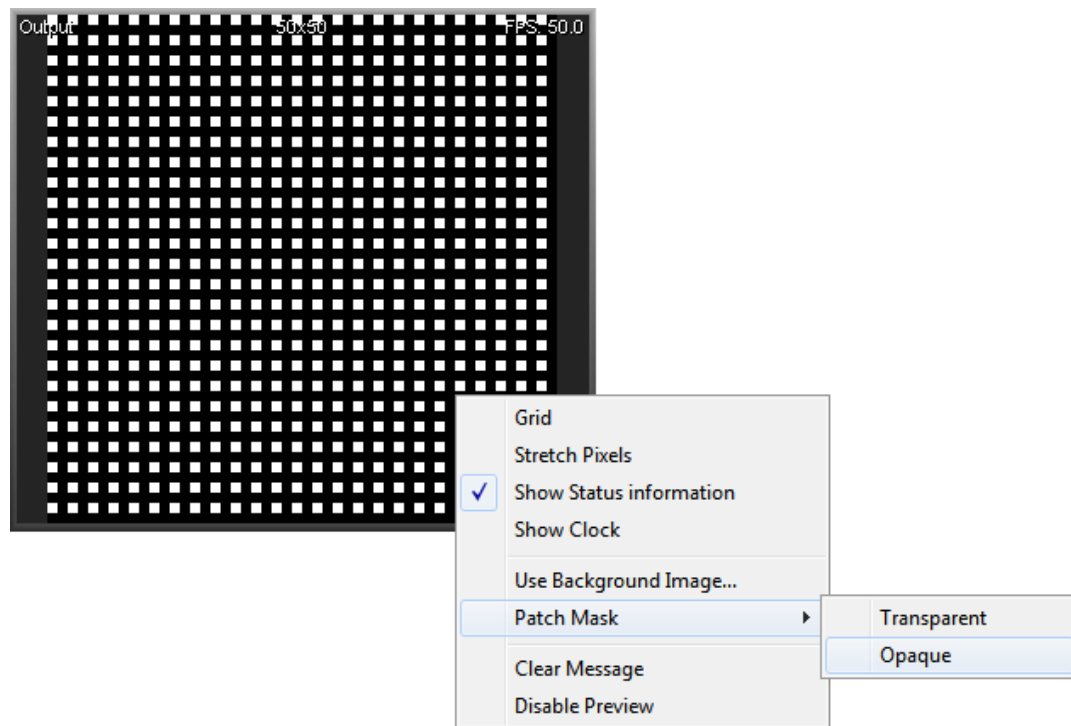 Output 50x50 FPS: 50.0
Grid
Stretch Pixels
Show Status information
Show Clock
Use Background Image...
Patch Mask
Transparent
Opaque
Clear Message
Disable Preview